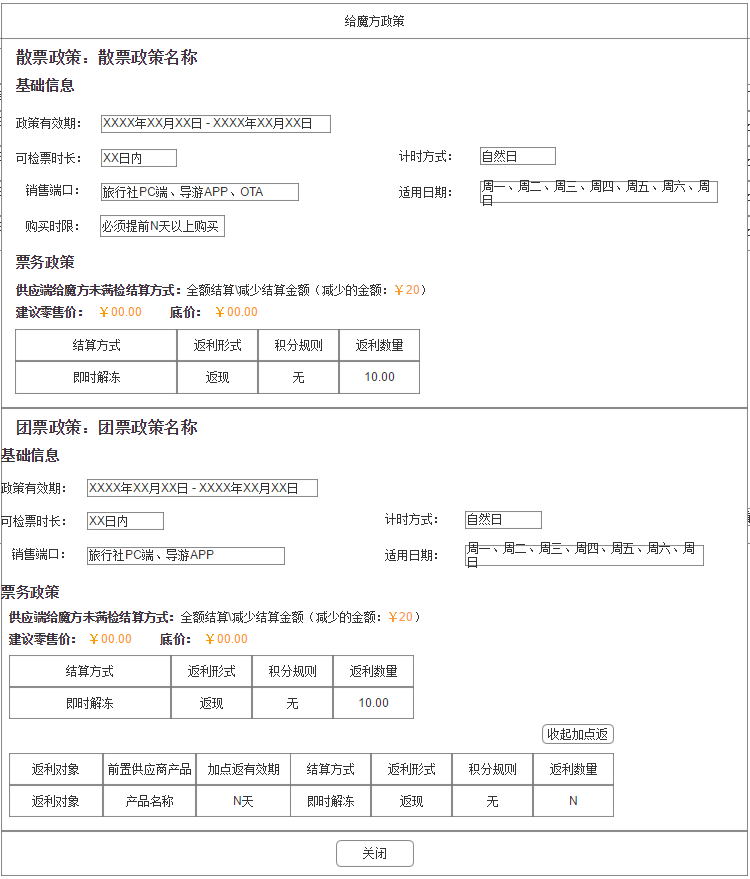 给魔方政策
散票政策：散票政策名称
基础信息
政策有效期： XXXX年XX月XX日 - XXXX年XX月XX日
可检票时长： XX日内 计时方式： 自然日
销售端口： 旅行社PC端、导游APP、OTA 适用日期： 周一、周二、周三、周四、周五、周六、周
日
购买时限： 必须提前N天以上购买
票务政策
供应端给魔方未满检结算方式：全额结算\减少结算金额（减少的金额：￥20）
建议零售价： ￥00.00 底价： ￥00.00
结算方式 返利形式 积分规则 返利数量
即时解冻 返现 无 10.00
团票政策：团票政策名称
基础信息
政策有效期： XXXX年XX月XX日 - XXXX年XX月XX日
可检票时长： XX日内 计时方式： 自然日
销售端口： 旅行社PC端、导游APP 适用日期： 周一、周二、周三、周四、周五、周六、周
日
票务政策
供应端给魔方未满检结算方式：全额结算\减少结算金额（减少的金额：￥20）
建议零售价： ￥00.00 底价： ￥00.00
结算方式 返利形式 积分规则 返利数量
即时解冻 返现 无 10.00
收起加点返
返利对象 前置供应商产品 加点返有效期 结算方式 返利形式 积分规则 返利数量
返利对象 产品名称 N天 即时解冻 返现 无 N
关闭